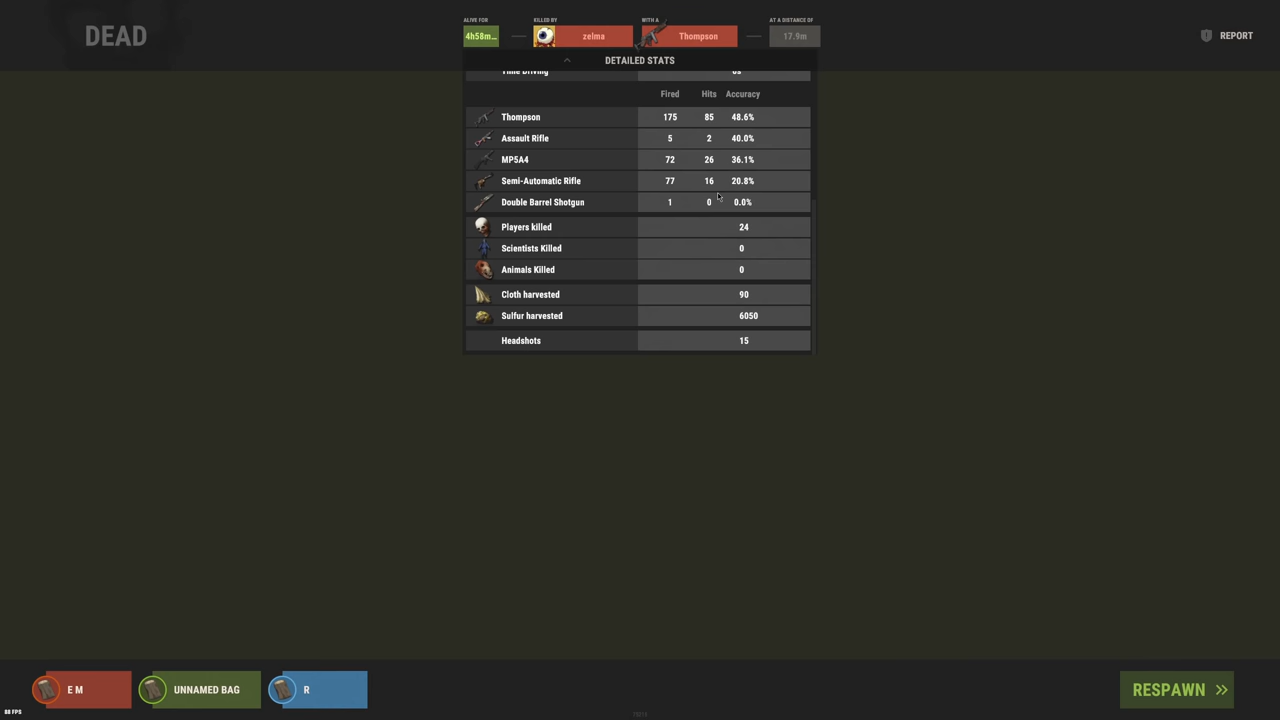 DEAD
ALIVE FOR
KILLED BY
WITH A
AT A DISTANCE OF
4h58m...
zelma
Thompson
17.9m
REPORT
DETAILED STATS
Time Driving 0s
Fired Hits Accuracy
Thompson 175 85 48.6%
Assault Rifle 5 2 40.0%
MP5A4 72 26 36.1%
Semi-Automatic Rifle 77 16 20.8%
Double Barrel Shotgun 1 0 0.0%
Players killed 24
Scientists Killed 0
Animals Killed 0
Cloth harvested 90
Sulfur harvested 6050
Headshots 15
E M
UNNAMED BAG
R
RESPAWN
88 FPS